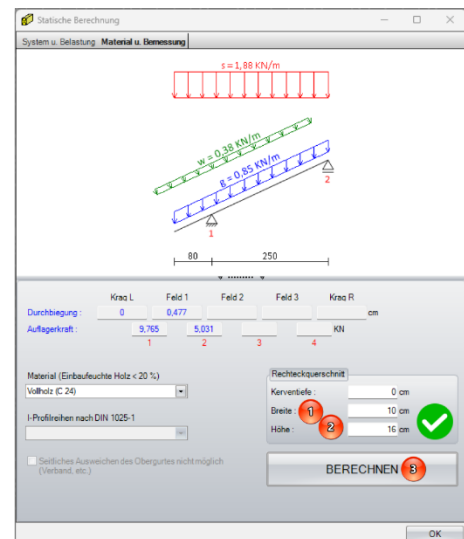 Statische Berechnung
System u. Belastung Material u. Bemessung
s = 1,88 KN/m
w = 0,38 KN/m
g = 0,85 KN/m
2
1
80 250
Krag L Feld 1 Feld 2 Feld 3 Krag R
Durchbiegung : 0 0,477 cm
Auflagerkraft : 9,765 5,031 KN
1 2 3 4
Material (Einbaufeuchte Holz < 20 %)
Vollholz (C 24)
I-Profilreihen nach DIN 1025-1
Seitliches Ausweichen des Obergurtes nicht möglich
(Verband, etc.)
Rechteckquerschnitt
Kerventiefe : 0 cm
Breite : 1 10 cm
Höhe : 2 16 cm
BERECHNEN 3
OK